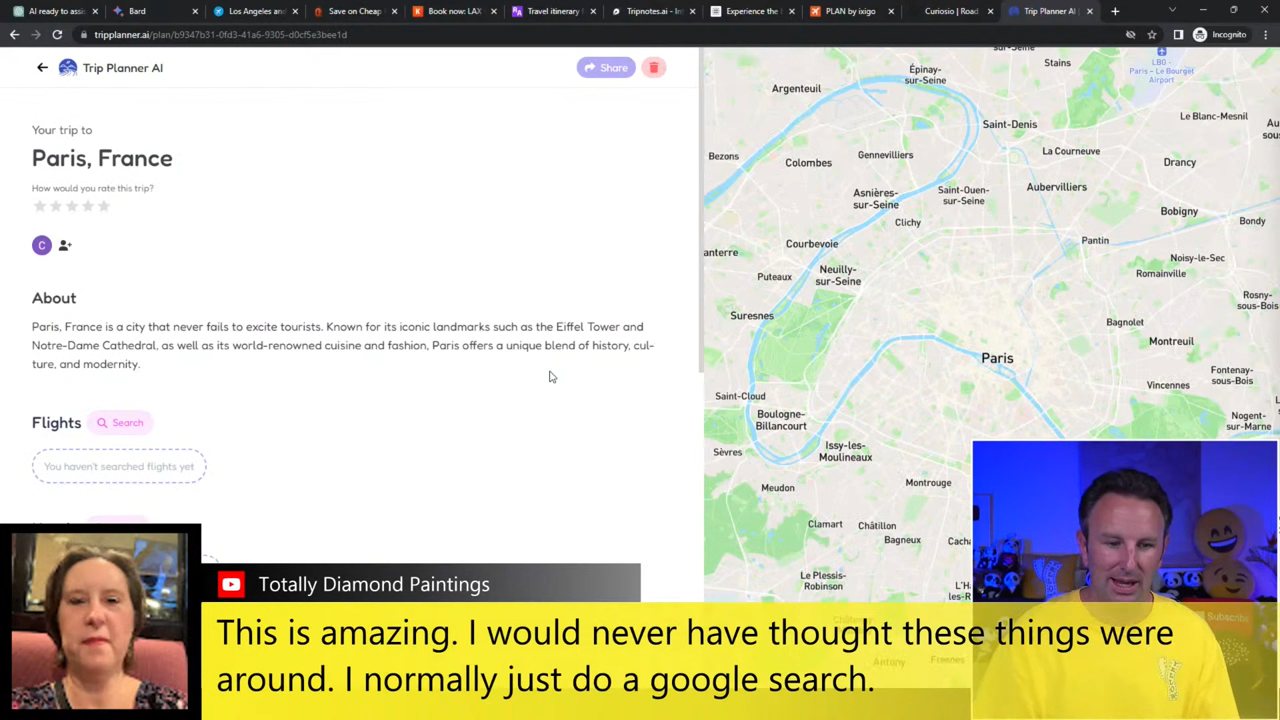 AI ready to assi
Bard
Los Angeles and
Save on Cheap
Book now: LAX
Travel itinerary
Tripnotes.ai - In
Experience the
PLAN by ixigo
Curiosio | Road
Trip Planner AI
tripplanner.ai/plan/b9347b31-0fd3-41a6-9305-d0cf5e3bee1d
Incognito
Trip Planner AI
Share
Your trip to
Paris, France
How would you rate this trip?
C
About
Paris, France is a city that never fails to excite tourists. Known for its iconic landmarks such as the Eiffel Tower and
Notre-Dame Cathedral, as well as its world-renowned cuisine and fashion, Paris offers a unique blend of history, cul-
ture, and modernity.
Flights
Search
You haven't searched flights yet
Épinay-
sur-Seine
Stains
LBG -
Paris - Le Bourget
Airport
Argenteuil
Saint-Denis
Le Blanc-Mesnil
Bezons
Colombes
Gennevilliers
La Courneuve
Drancy
Asnières-
sur-Seine
Saint-Ouen-
sur-Seine
Aubervilliers
Bobigny
Clichy
Bondy
Courbevoie
Pantin
Noisy-le-Sec
Puteaux
Neuilly-
sur-Seine
Romainville
Rosny-
sous-Bois
Suresnes
Bagnolet
Montreuil
Paris
Fontenay-
sous-Bois
Vincennes
Saint-Cloud
Boulogne-
Billancourt
Nogent-
sur-Marne
Sèvres
Issy-les-
Moulineaux
Meudon
Montrouge
Clamart
Châtillon
Bagneux
Le Plessis-
Robinson
Antony
Fresnes
Subscribe
Totally Diamond Paintings
This is amazing. I would never have thought these things were
around. I normally just do a google search.